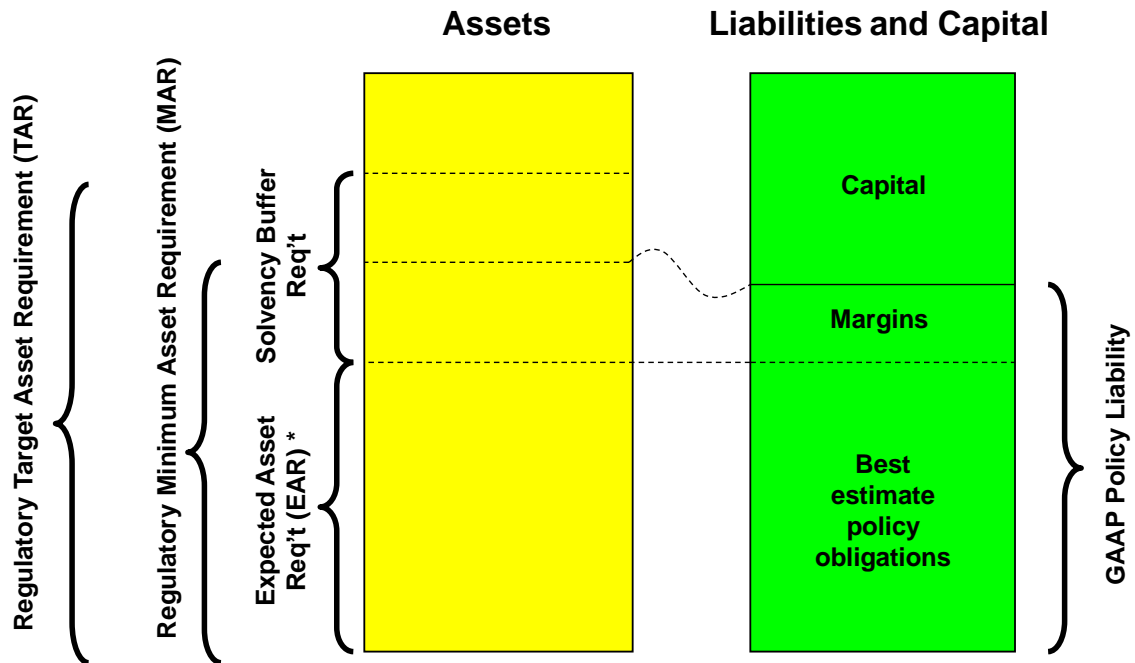 Assets
Liabilities and Capital
Regulatory Target Asset Requirement (TAR)
Regulatory Minimum Asset Requirement (MAR)
Solvency Buffer
Req’t
Expected Asset
Req’t (EAR) *
Capital
Margins
Best
estimate
policy
obligations
GAAP Policy Liability